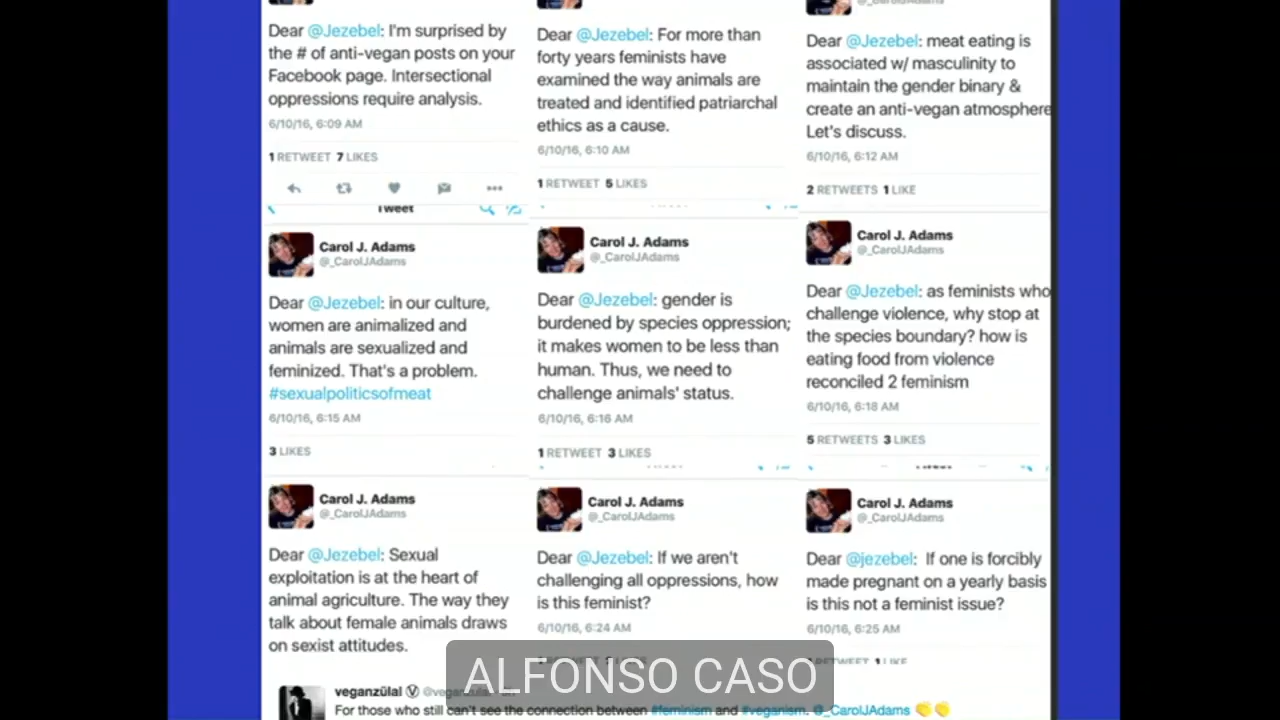 @_CarolJAdams
Dear @Jezebel: I'm surprised by
the # of anti-vegan posts on your
Facebook page. Intersectional
oppressions require analysis.
6/10/16, 6:09 AM
1 RETWEET 7 LIKES
Dear @Jezebel: For more than
forty years feminists have
examined the way animals are
treated and identified patriarchal
ethics as a cause.
6/10/16, 6:10 AM
1 RETWEET 5 LIKES
Dear @Jezebel: meat eating is
associated w/ masculinity to
maintain the gender binary &
create an anti-vegan atmosphere
Let's discuss.
6/10/16, 6:12 AM
2 RETWEETS 1 LIKE
Tweet
Carol J. Adams
@_CarolJAdams
Dear @Jezebel: in our culture,
women are animalized and
animals are sexualized and
feminized. That's a problem.
#sexualpoliticsofmeat
6/10/16, 6:15 AM
3 LIKES
Carol J. Adams
@_CarolJAdams
Dear @Jezebel: gender is
burdened by species oppression;
it makes women to be less than
human. Thus, we need to
challenge animals' status.
6/10/16, 6:16 AM
1 RETWEET 3 LIKES
Carol J. Adams
@_CarolJAdams
Dear @Jezebel: as feminists who
challenge violence, why stop at
the species boundary? how is
eating food from violence
reconciled 2 feminism
6/10/16, 6:18 AM
5 RETWEETS 3 LIKES
Carol J. Adams
@_CarolJAdams
Dear @Jezebel: Sexual
exploitation is at the heart of
animal agriculture. The way they
talk about female animals draws
on sexist attitudes.
Carol J. Adams
@_CarolJAdams
Dear @Jezebel: If we aren't
challenging all oppressions, how
is this feminist?
6/10/16, 6:24 AM
Carol J. Adams
@_CarolJAdams
Dear @jezebel: If one is forcibly
made pregnant on a yearly basis
is this not a feminist issue?
6/10/16, 6:25 AM
RETWEET 1 LIKE
ALFONSO CASO
veganzülal Ⓥ @veganzulal
For those who still can't see the connection between #feminism and #veganism. @_CarolJAdams 👏👏